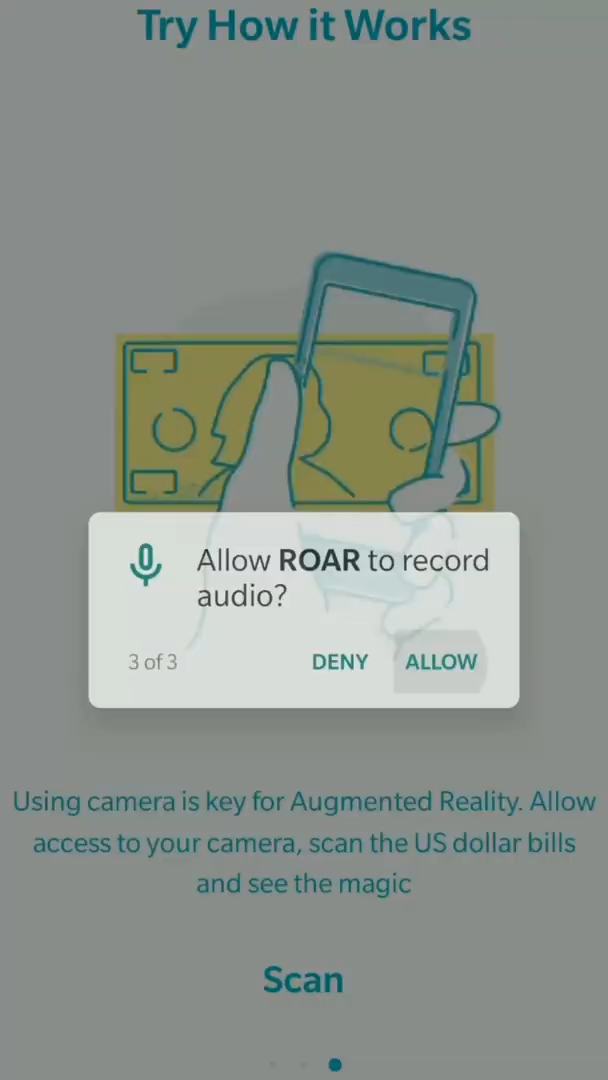 Try How it Works
Allow ROAR to record
audio?
3 of 3
DENY
ALLOW
Using camera is key for Augmented Reality. Allow
access to your camera, scan the US dollar bills
and see the magic
Scan